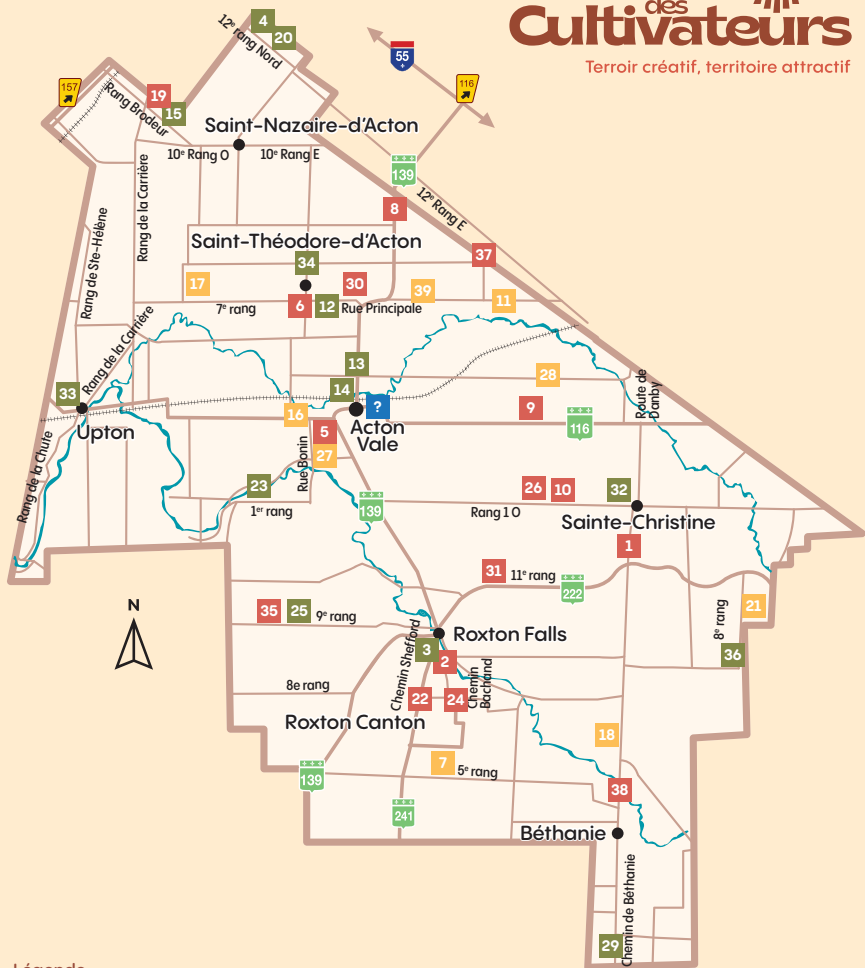 des
Cultivateurs
Terroir créatif, territoire attractif
4
20
12e rang Nord
55
116
157
19
15
Rang Brodeur
Saint-Nazaire-d'Acton
10e Rang O
10e Rang E
139
12e Rang E
8
Rang de la Carrière
Rang de Ste-Hélène
Saint-Théodore-d'Acton
37
34
17
30
39
11
6
12
7e rang
Rue Principale
Rang de la Carrière
13
28
14
33
16
?
9
Route de Danby
116
Upton
5
Acton
Vale
27
Rue Bonin
Rang de la Chute
23
1er rang
139
26
10
32
Rang 1 O
Sainte-Christine
1
31
11e rang
222
21
35
25
9e rang
8e rang
36
N
Roxton Falls
3
2
Chemin Shefford
Chemin Bachand
8e rang
22
24
Roxton Canton
18
7
5e rang
139
38
241
Béthanie
Chemin de Béthanie
29